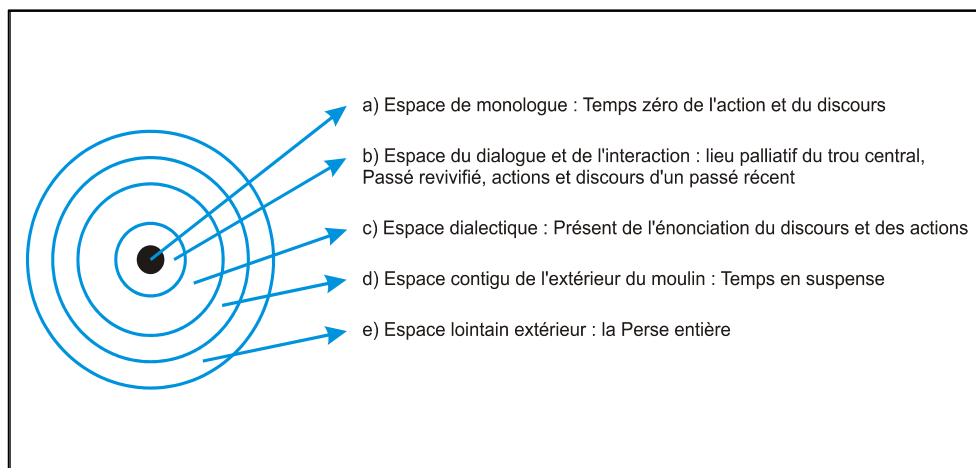 a) Espace de monologue : Temps zéro de l'action et du discours
b) Espace du dialogue et de l'interaction : lieu palliatif du trou central,
Passé revivifié, actions et discours d'un passé récent
c) Espace dialectique : Présent de l'énonciation du discours et des actions
d) Espace contigu de l'extérieur du moulin : Temps en suspense
e) Espace lointain extérieur : la Perse entière